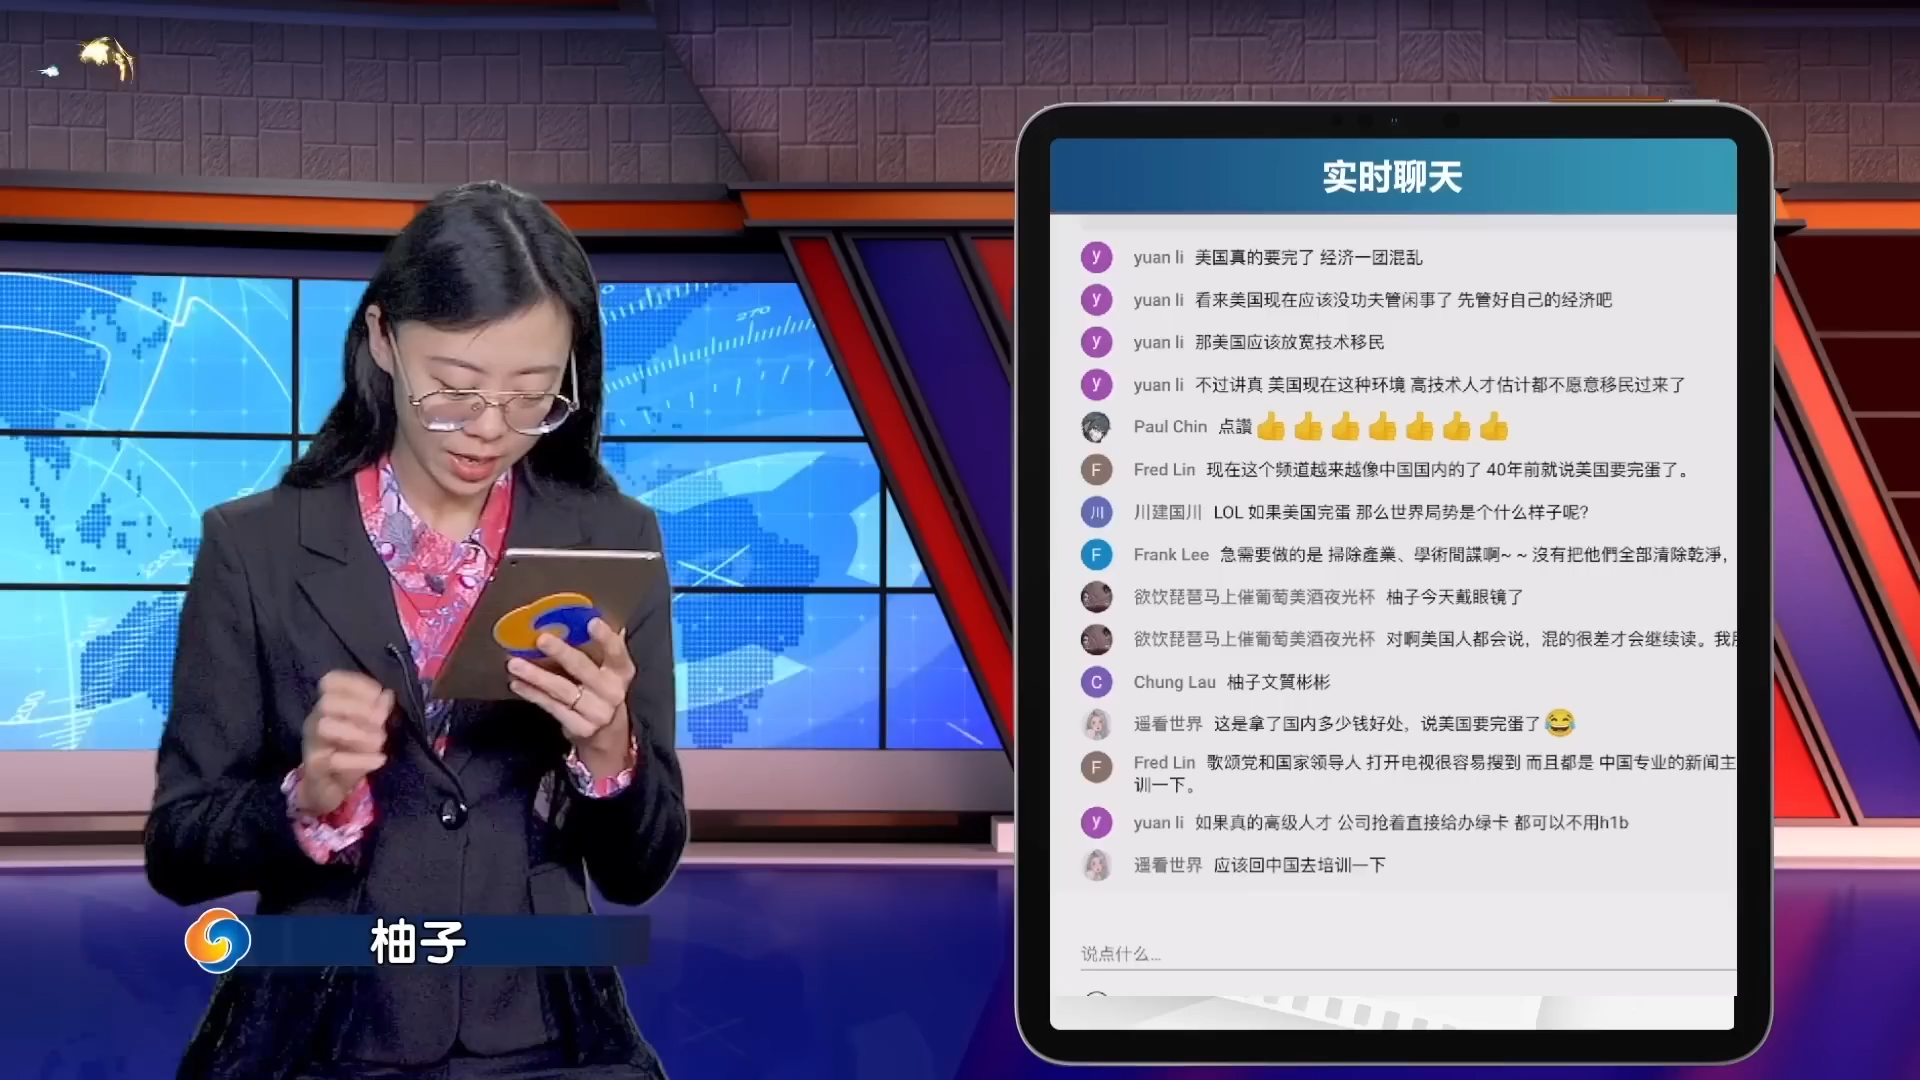 实时聊天
y yuan li 美国真的要完了 经济一团混乱
y yuan li 看来美国现在应该没功夫管闲事了 先管好自己的经济吧
y yuan li 那美国应该放宽技术移民
y yuan li 不过讲真 美国现在这种环境 高技术人才估计都不愿意移民过来了
Paul Chin 点讚👍👍👍👍👍👍👍
F Fred Lin 现在这个频道越来越像中国国内的了 40年前就说美国要完蛋了。
川 川建国川 LOL 如果美国完蛋 那么世界局势是个什么样子呢?
F Frank Lee 急需要做的是 掃除產業、學術間諜啊~ ~ 沒有把他們全部清除乾淨,
欲饮琵琶马上催葡萄美酒夜光杯 柚子今天戴眼镜了
欲饮琵琶马上催葡萄美酒夜光杯 对啊美国人都会说，混的很差才会继续读。我
C Chung Lau 柚子文質彬彬
遥看世界 这是拿了国内多少钱好处，说美国要完蛋了😂
F Fred Lin 歌颂党和国家领导人 打开电视很容易搜到 而且都是 中国专业的新闻主
训一下。
y yuan li 如果真的高级人才 公司抢着直接给办绿卡 都可以不用h1b
遥看世界 应该回中国去培训一下
说点什么...
柚子
270